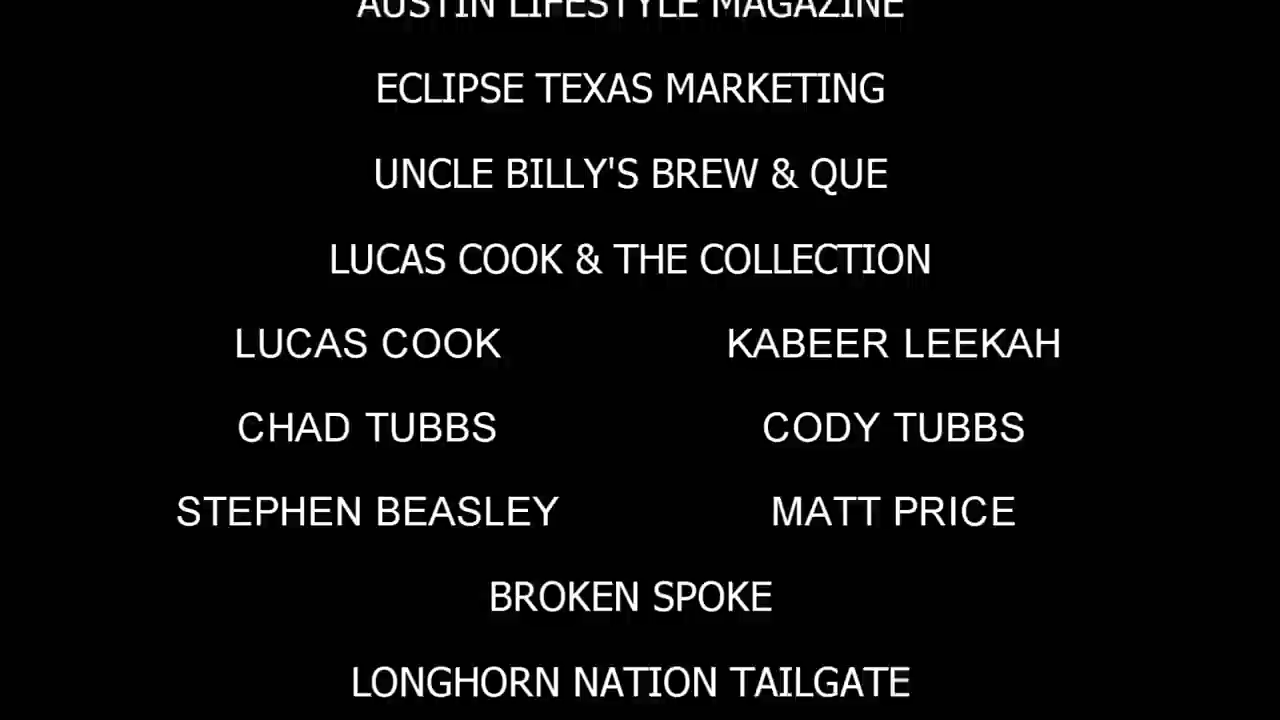 AUSTIN LIFESTYLE MAGAZINE
ECLIPSE TEXAS MARKETING
UNCLE BILLY'S BREW & QUE
LUCAS COOK & THE COLLECTION
LUCAS COOK KABEER LEEKAH
CHAD TUBBS CODY TUBBS
STEPHEN BEASLEY MATT PRICE
BROKEN SPOKE
LONGHORN NATION TAILGATE